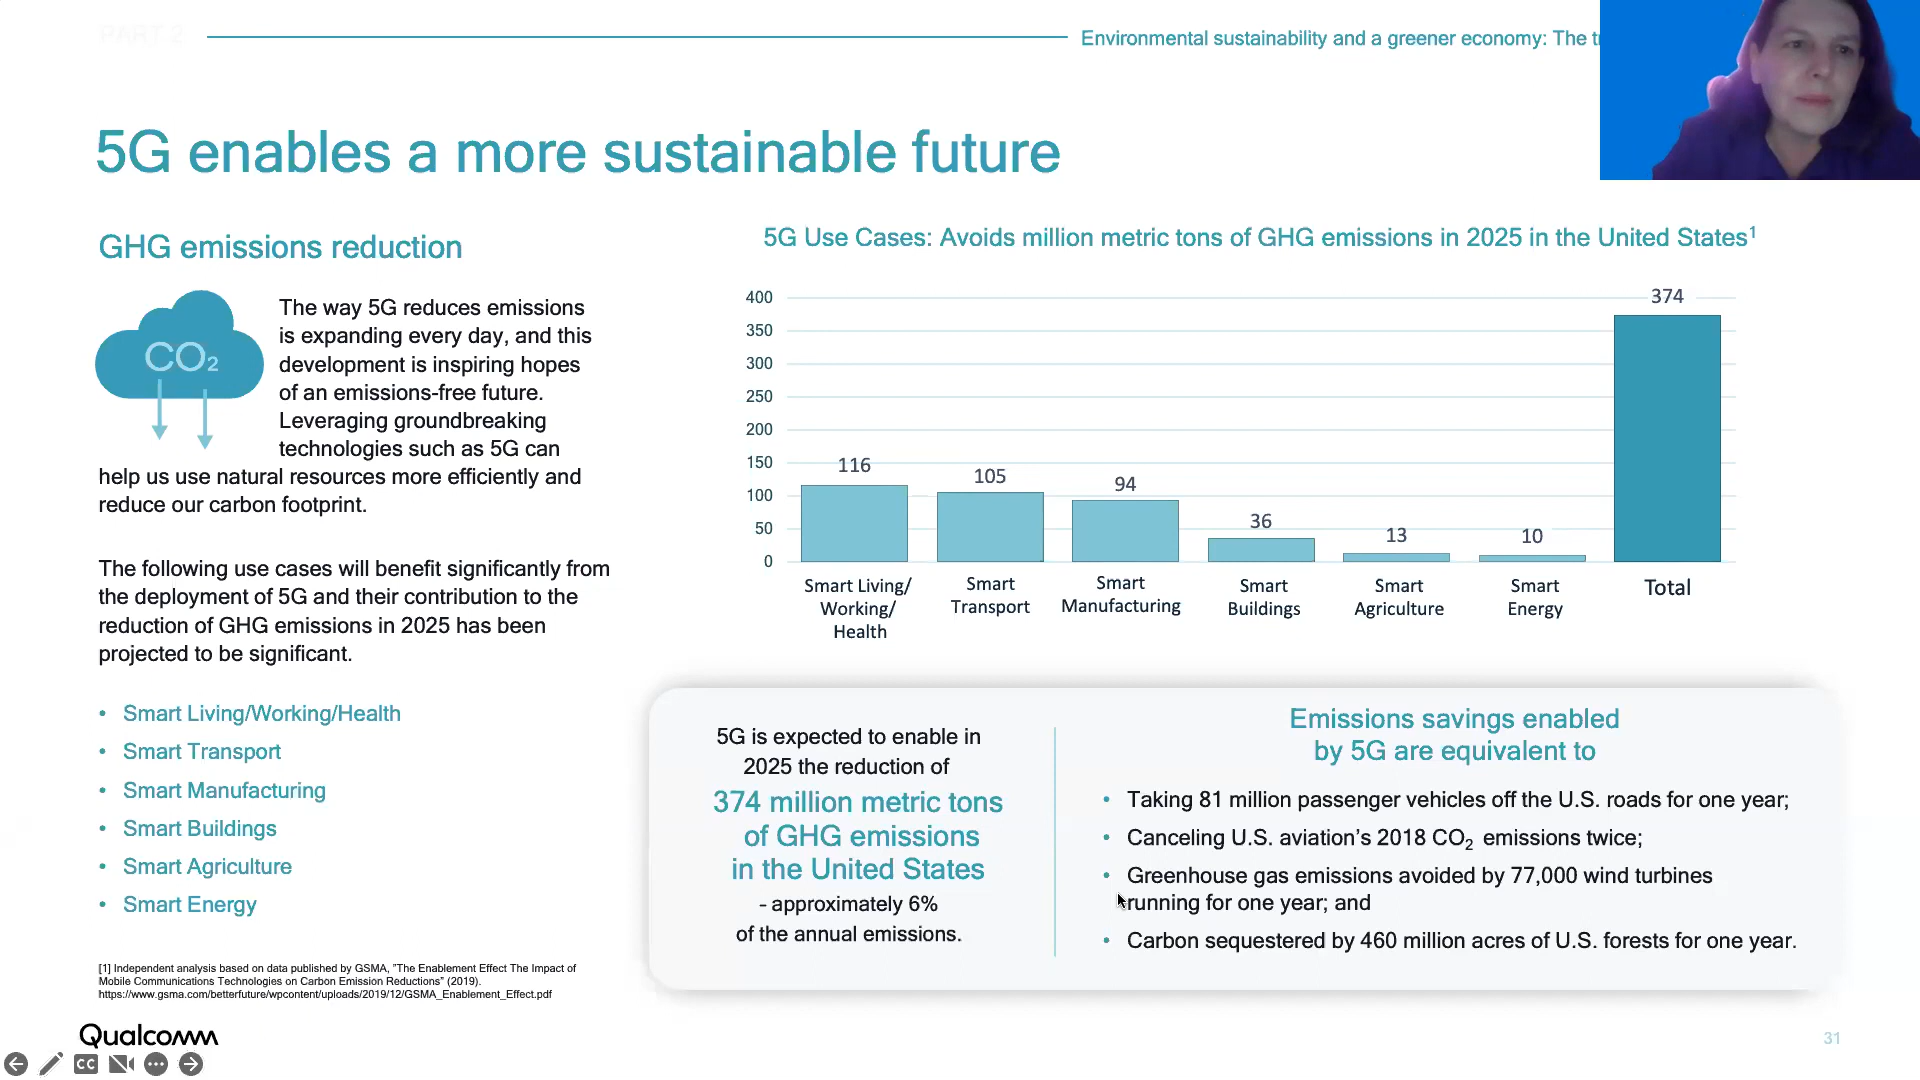 PART 2
Environmental sustainability and a greener economy: The
5G enables a more sustainable future
GHG emissions reduction
CO₂
The way 5G reduces emissions
is expanding every day, and this
development is inspiring hopes
of an emissions-free future.
Leveraging groundbreaking
technologies such as 5G can
help us use natural resources more efficiently and
reduce our carbon footprint.
The following use cases will benefit significantly from
the deployment of 5G and their contribution to the
reduction of GHG emissions in 2025 has been
projected to be significant.
• Smart Living/Working/Health
• Smart Transport
• Smart Manufacturing
• Smart Buildings
• Smart Agriculture
• Smart Energy
[1] Independent analysis based on data published by GSMA, "The Enablement Effect The Impact of
Mobile Communications Technologies on Carbon Emission Reductions" (2019).
https://www.gsma.com/betterfuture/wpcontent/uploads/2019/12/GSMA_Enablement_Effect.pdf
5G Use Cases: Avoids million metric tons of GHG emissions in 2025 in the United States¹
400
350
300
250
200
150
100
50
0
116
105
94
36
13
10
374
Smart Living/
Working/
Health
Smart
Transport
Smart
Manufacturing
Smart
Buildings
Smart
Agriculture
Smart
Energy
Total
5G is expected to enable in
2025 the reduction of
374 million metric tons
of GHG emissions
in the United States
- approximately 6%
of the annual emissions.
Emissions savings enabled
by 5G are equivalent to
• Taking 81 million passenger vehicles off the U.S. roads for one year;
• Canceling U.S. aviation's 2018 CO₂ emissions twice;
• Greenhouse gas emissions avoided by 77,000 wind turbines
running for one year; and
• Carbon sequestered by 460 million acres of U.S. forests for one year.
Qualcomm
CC
31